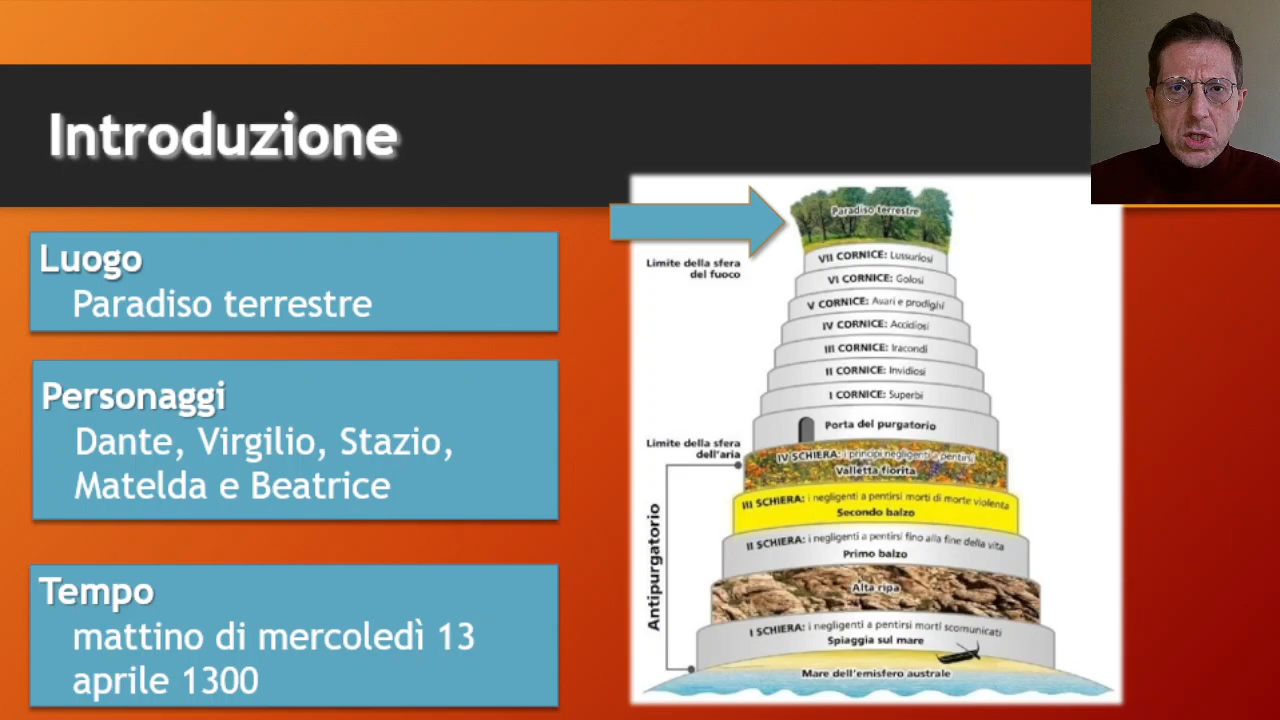 Introduzione
Luogo
Paradiso terrestre
Personaggi
Dante, Virgilio, Stazio,
Matelda e Beatrice
Tempo
mattino di mercoledì 13
aprile 1300
Paradiso terrestre
Limite della sfera
del fuoco
VII CORNICE: Lussuriosi
VI CORNICE: Golosi
V CORNICE: Avari e prodighi
IV CORNICE: Accidiosi
III CORNICE: Iracondi
II CORNICE: Invidiosi
I CORNICE: Superbi
Porta del purgatorio
Limite della sfera
dell'aria
IV SCHIERA: i principi negligenti a pentirsi
Valletta fiorita
III SCHIERA: i negligenti a pentirsi morti di morte violenta
Secondo balzo
II SCHIERA: i negligenti a pentirsi fino alla fine della vita
Primo balzo
Alta ripa
I SCHIERA: i negligenti a pentirsi morti scomunicati
Spiaggia sul mare
Mare dell'emisfero australe
Antipurgatorio